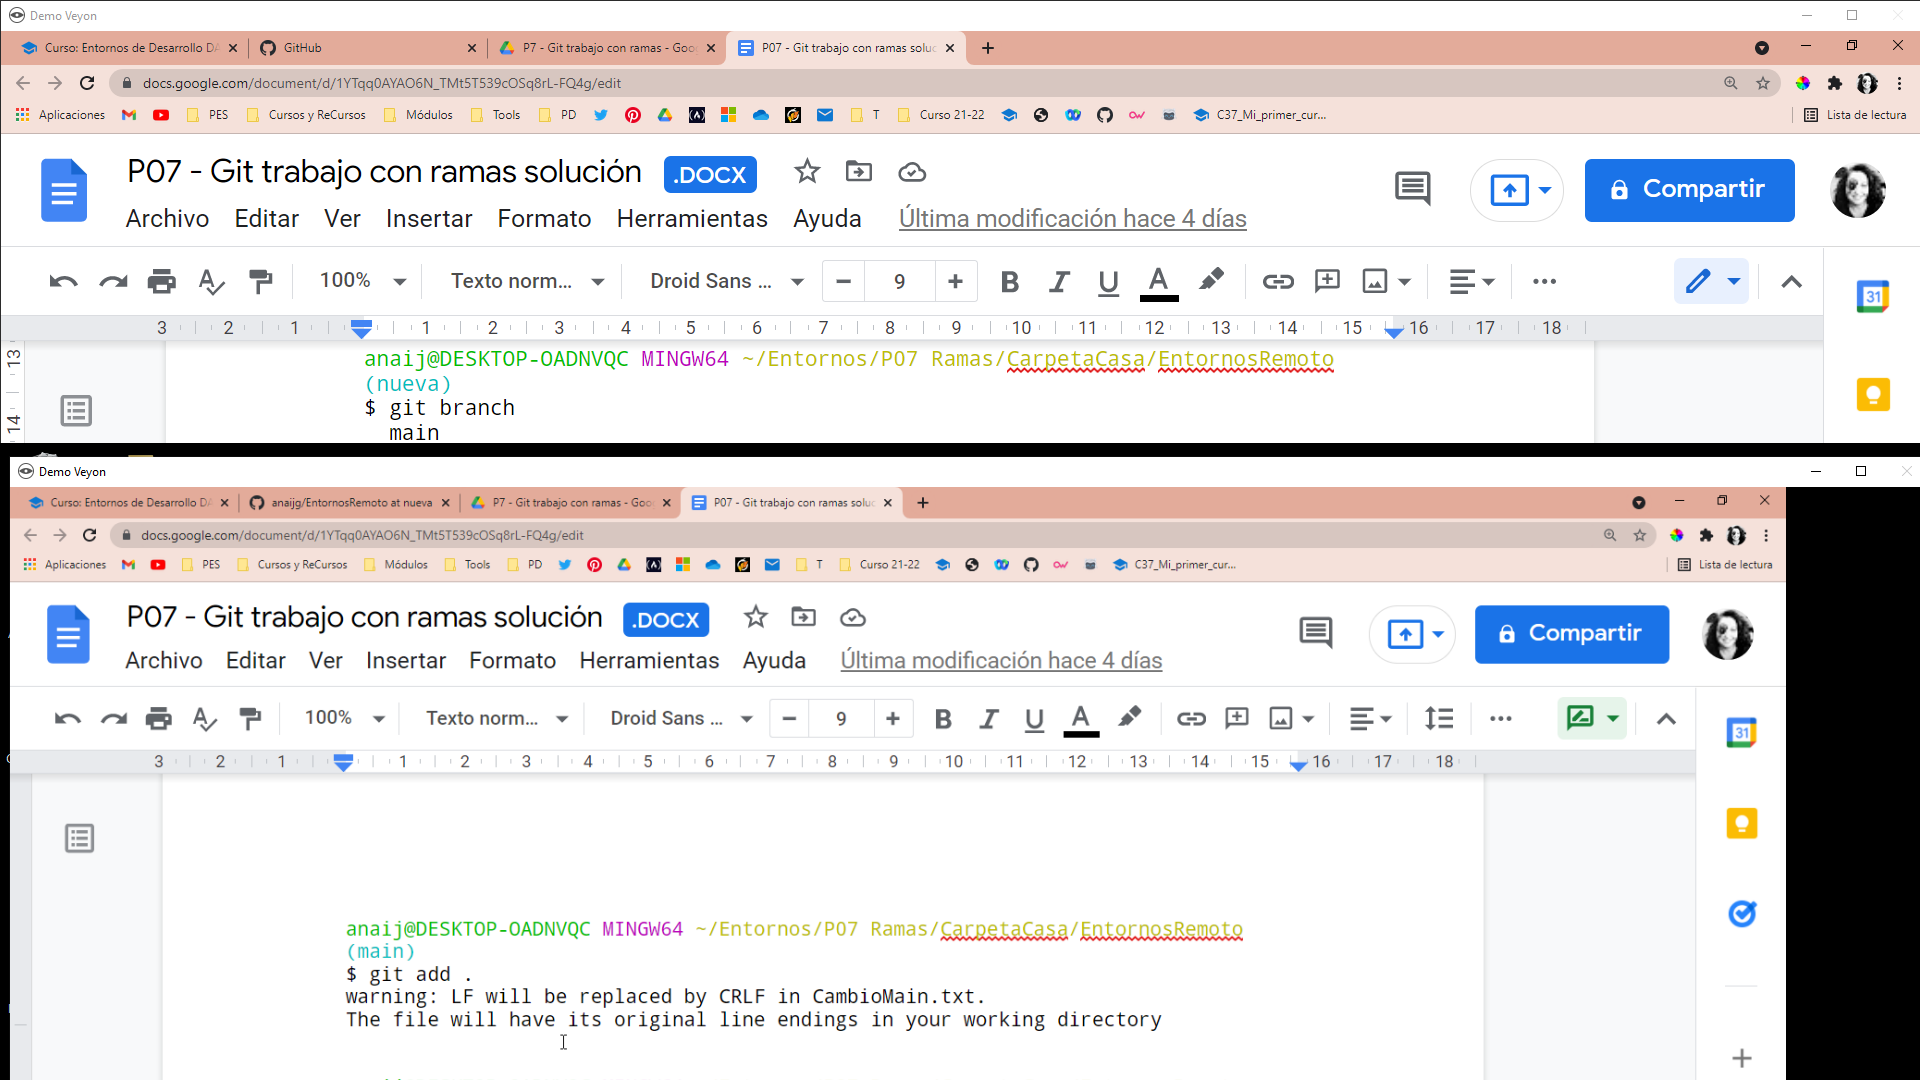 Demo Veyon
Curso: Entornos de Desarrollo DA
GitHub
P7 - Git trabajo con ramas - Goo
P07 - Git trabajo con ramas soluc
docs.google.com/document/d/1YTqq0AYAO6N_TMt5T539cOSq8rL-FQ4g/edit
Aplicaciones PES Cursos y ReCursos Módulos Tools PD T Curso 21-22 C37_Mi_primer_cur... Lista de lectura
P07 - Git trabajo con ramas solución .DOCX
Compartir
Archivo Editar Ver Insertar Formato Herramientas Ayuda Última modificación hace 4 días
100% Texto norm... Droid Sans ... 9 B I U A 31
3 2 1 1 2 3 4 5 6 7 8 9 10 11 12 13 14 15 16 17 18
13
14
anaij@DESKTOP-OADNVQC MINGW64 ~/Entornos/P07 Ramas/CarpetaCasa/EntornosRemoto
(nueva)
$ git branch
main
Demo Veyon
Curso: Entornos de Desarrollo DA
anaijg/EntornosRemoto at nueva
P7 - Git trabajo con ramas - Goo
P07 - Git trabajo con ramas soluc
docs.google.com/document/d/1YTqq0AYAO6N_TMt5T539cOSq8rL-FQ4g/edit
Aplicaciones PES Cursos y ReCursos Módulos Tools PD T Curso 21-22 C37_Mi_primer_cur... Lista de lectura
P07 - Git trabajo con ramas solución .DOCX
Compartir
Archivo Editar Ver Insertar Formato Herramientas Ayuda Última modificación hace 4 días
100% Texto norm... Droid Sans ... 9 B I U A 31
3 2 1 1 2 3 4 5 6 7 8 9 10 11 12 13 14 15 16 17 18
anaij@DESKTOP-OADNVQC MINGW64 ~/Entornos/P07 Ramas/CarpetaCasa/EntornosRemoto
(main)
$ git add .
warning: LF will be replaced by CRLF in CambioMain.txt.
The file will have its original line endings in your working directory